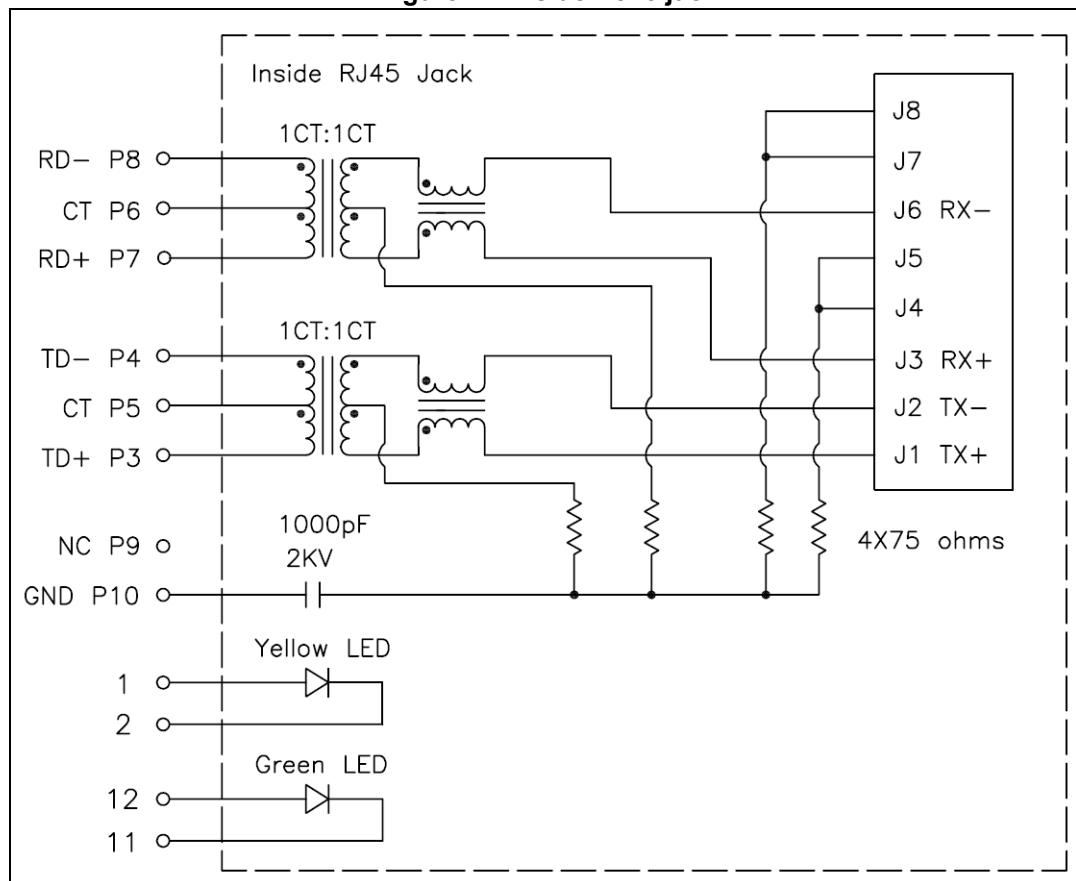 Inside RJ45 Jack
1CT:1CT
RD- P8
CT P6
RD+ P7
1CT:1CT
TD- P4
CT P5
TD+ P3
J8
J7
J6 RX-
J5
J4
J3 RX+
J2 TX-
J1 TX+
4X75 ohms
1000pF
2KV
NC P9
GND P10
Yellow LED
1
2
Green LED
12
11